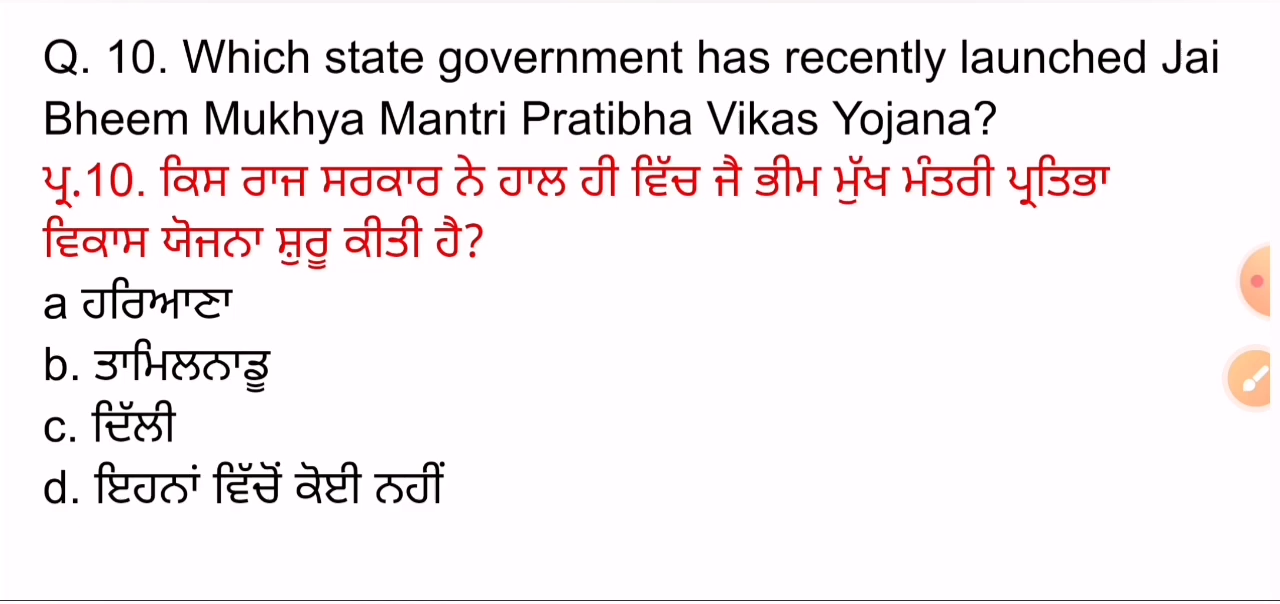 Q. 10. Which state government has recently launched Jai
Bheem Mukhya Mantri Pratibha Vikas Yojana?
ਪ੍ਰ.10. ਕਿਸ ਰਾਜ ਸਰਕਾਰ ਨੇ ਹਾਲ ਹੀ ਵਿੱਚ ਜੈ ਭੀਮ ਮੁੱਖ ਮੰਤਰੀ ਪ੍ਰਤਿਭਾ
ਵਿਕਾਸ ਯੋਜਨਾ ਸ਼ੁਰੂ ਕੀਤੀ ਹੈ?
a ਹਰਿਆਣਾ
b. ਤਾਮਿਲਨਾਡੂ
c. ਦਿੱਲੀ
d. ਇਹਨਾਂ ਵਿੱਚੋਂ ਕੋਈ ਨਹੀਂ